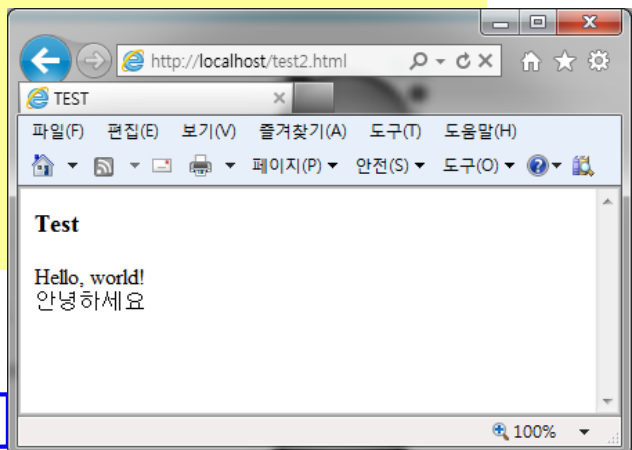 http://localhost/test2.html
TEST
파일(F) 편집(E) 보기(V) 즐겨찾기(A) 도구(T) 도움말(H)
페이지(P) 안전(S) 도구(O)
Test
Hello, world!
안녕하세요
100%